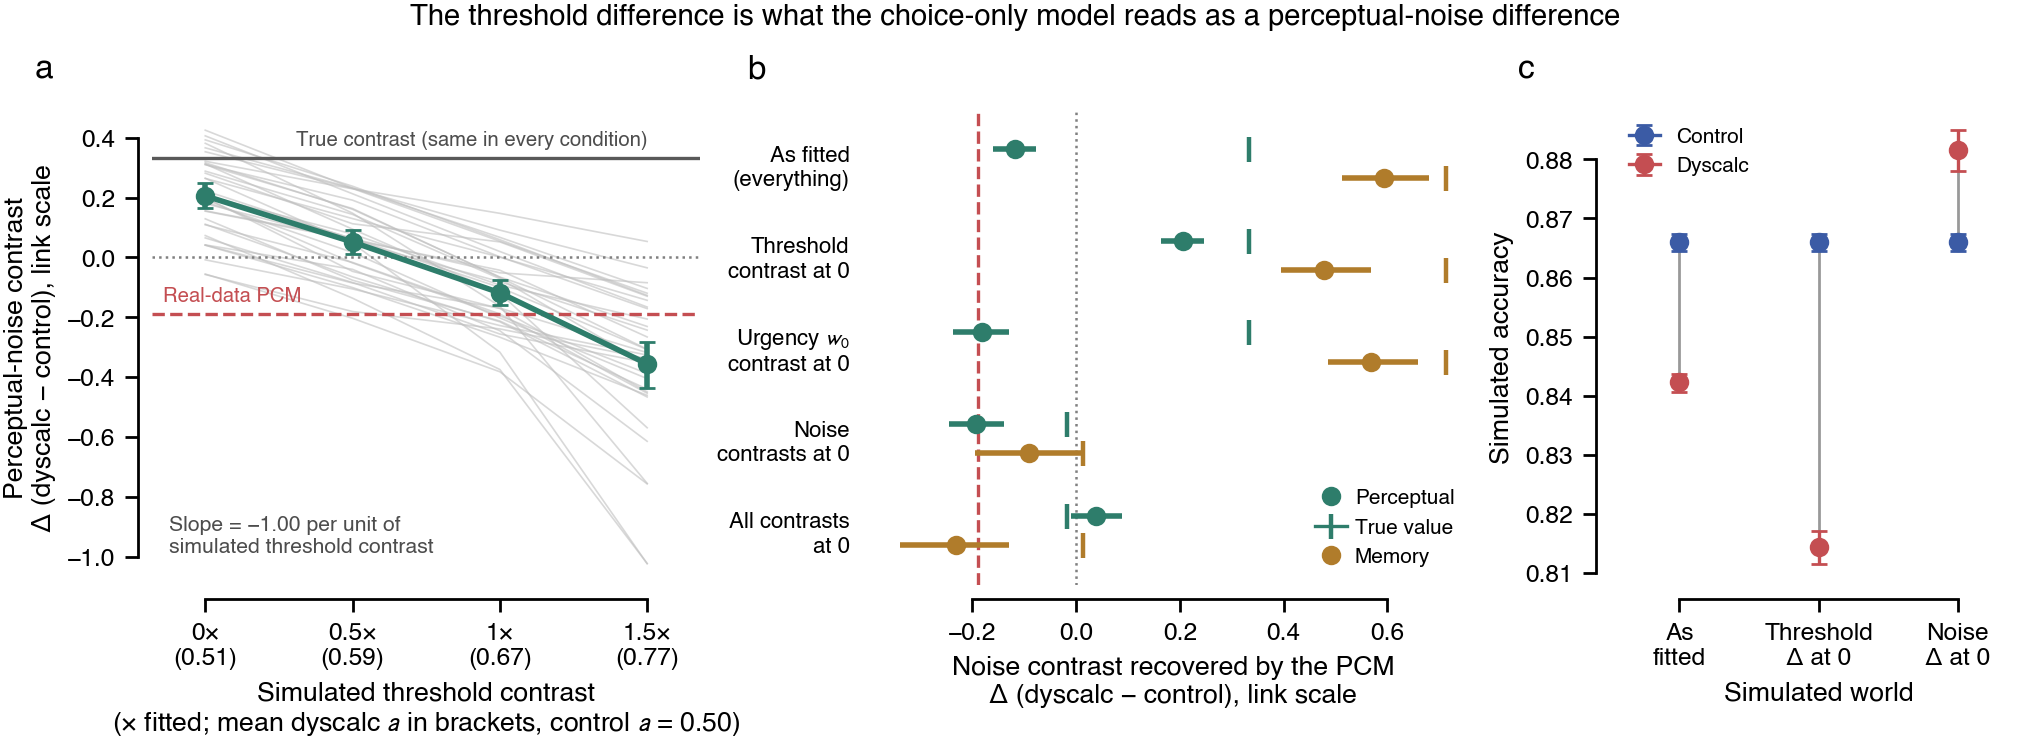 The threshold difference is what the choice-only model reads as a perceptual-noise difference
a
Perceptual-noise contrast
Δ (dyscalc − control), link scale
0.4
0.2
0.0
−0.2
−0.4
−0.6
−0.8
−1.0
True contrast (same in every condition)
Real-data PCM
Slope = −1.00 per unit of
simulated threshold contrast
0×
(0.51)
0.5×
(0.59)
1×
(0.67)
1.5×
(0.77)
Simulated threshold contrast
(× fitted; mean dyscalc a in brackets, control a = 0.50)
b
As fitted
(everything)
Threshold
contrast at 0
Urgency w₀
contrast at 0
Noise
contrasts at 0
All contrasts
at 0
Perceptual
True value
Memory
−0.2
0.0
0.2
0.4
0.6
Noise contrast recovered by the PCM
Δ (dyscalc − control), link scale
c
Control
Dyscalc
Simulated accuracy
0.88
0.87
0.86
0.85
0.84
0.83
0.82
0.81
As
fitted
Threshold
Δ at 0
Noise
Δ at 0
Simulated world